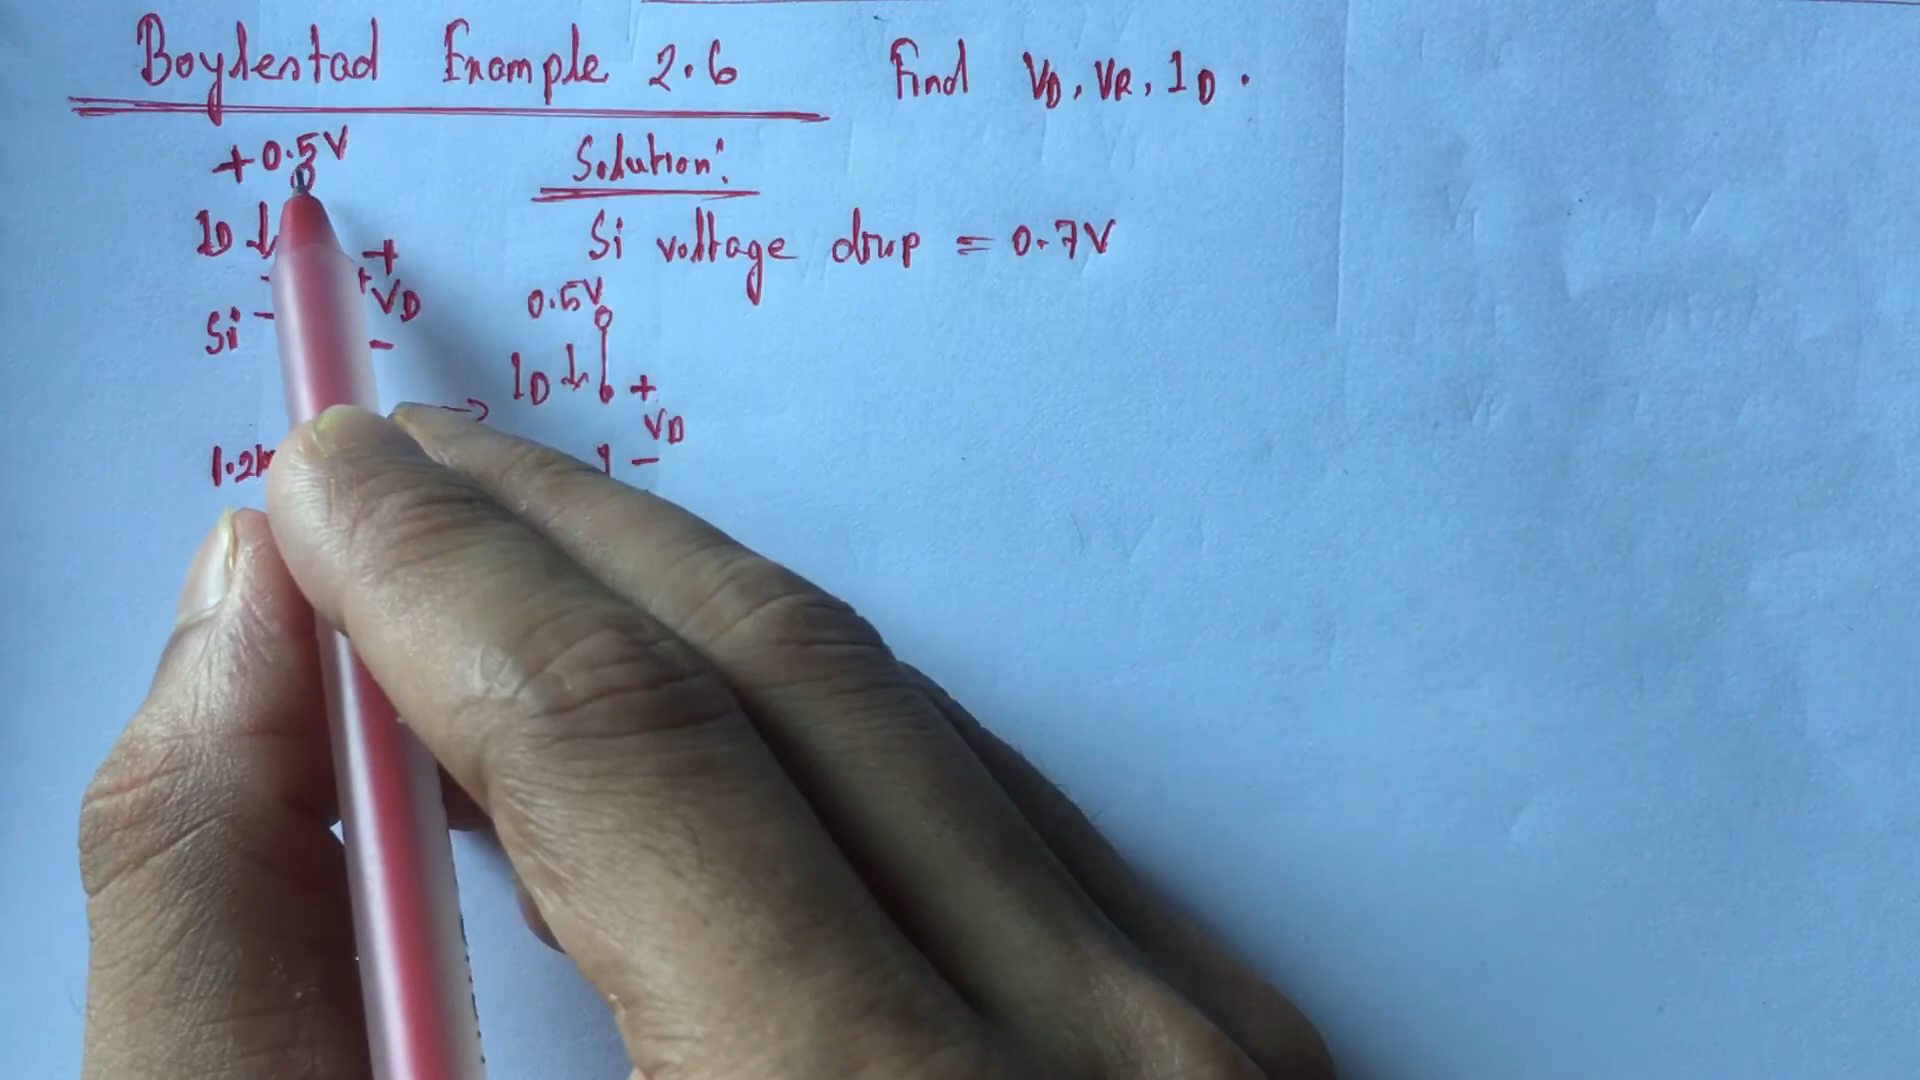 Boylestad Example 2.6 Find VD, VR, ID.
+0.5V
Solution:
ID
Si voltage drop = 0.7V
+
+VD
Si
-
0.5V
ID +
VD
-
1.2k